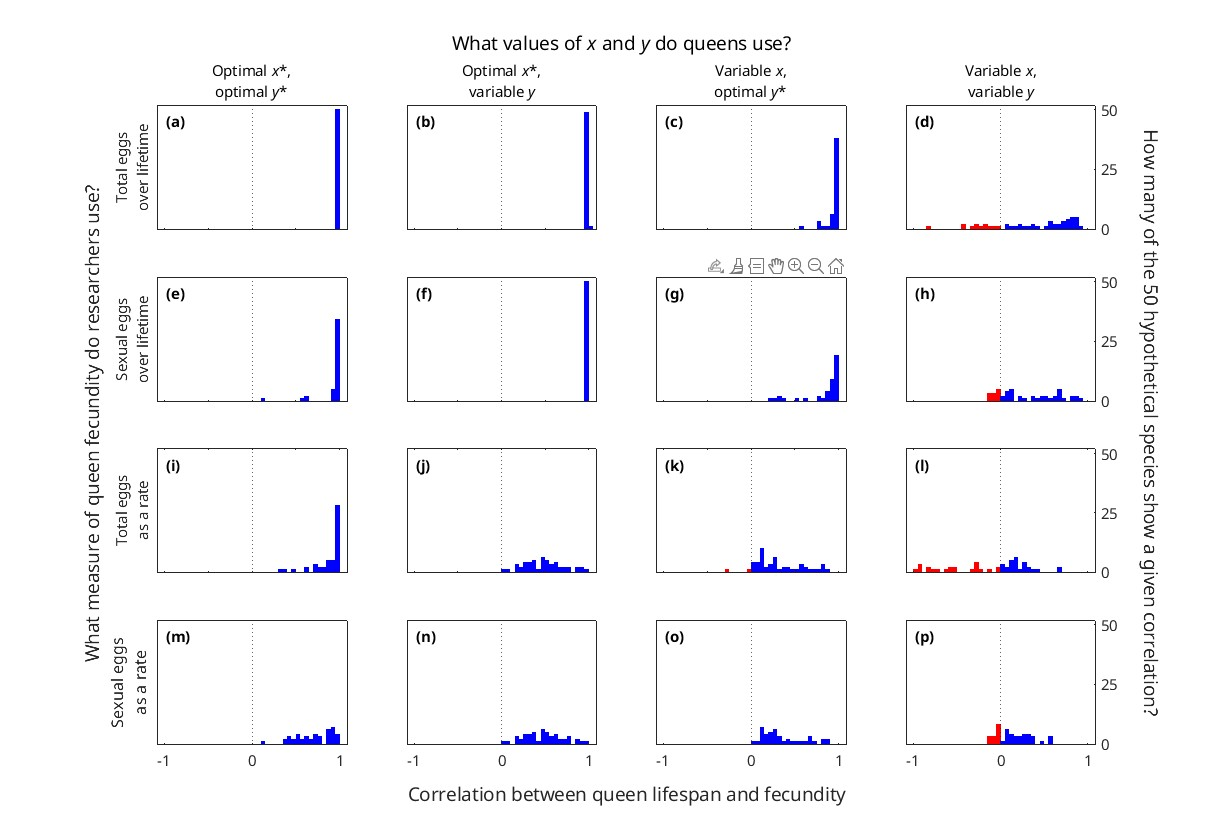 What values of x and y do queens use?
Optimal x*,
optimal y*
Optimal x*,
variable y
Variable x,
optimal y*
Variable x,
variable y
What measure of queen fecundity do researchers use?
How many of the 50 hypothetical species show a given correlation?
Total eggs
over lifetime
(a)
(b)
(c)
(d)
50
25
0
Sexual eggs
over lifetime
(e)
(f)
(g)
(h)
50
25
0
Total eggs
as a rate
(i)
(j)
(k)
(l)
50
25
0
Sexual eggs
as a rate
(m)
(n)
(o)
(p)
50
25
0
-1 0 1
-1 0 1
-1 0 1
-1 0 1
Correlation between queen lifespan and fecundity